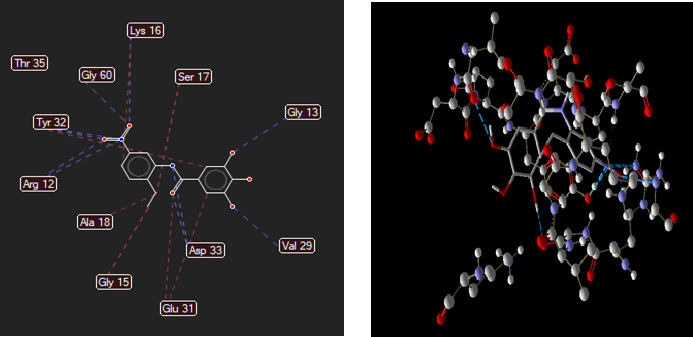 Lys 16
Thr 35
Gly 60
Ser 17
Gly 13
Tyr 32
Arg 12
Ala 18
Asp 33
Val 29
Gly 15
Glu 31